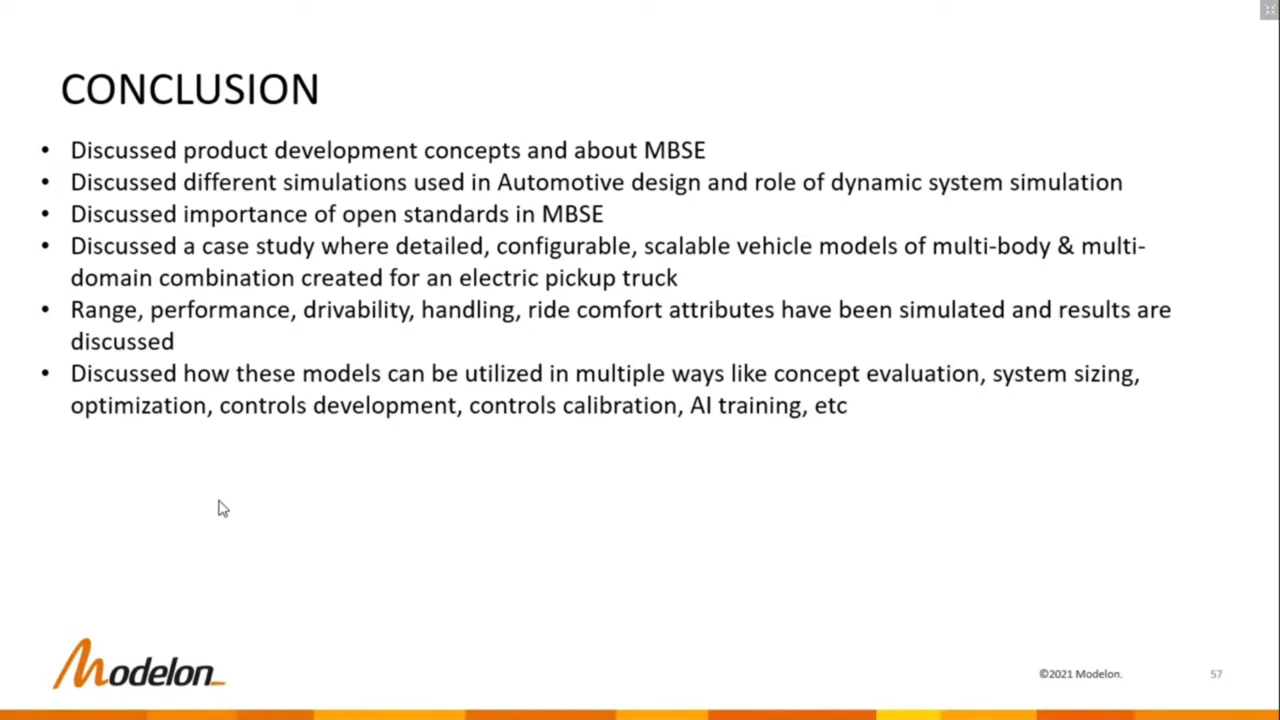 CONCLUSION
• Discussed product development concepts and about MBSE
• Discussed different simulations used in Automotive design and role of dynamic system simulation
• Discussed importance of open standards in MBSE
• Discussed a case study where detailed, configurable, scalable vehicle models of multi-body & multi-
domain combination created for an electric pickup truck
• Range, performance, drivability, handling, ride comfort attributes have been simulated and results are
discussed
• Discussed how these models can be utilized in multiple ways like concept evaluation, system sizing,
optimization, controls development, controls calibration, AI training, etc
Modelon
©2021 Modelon.
57